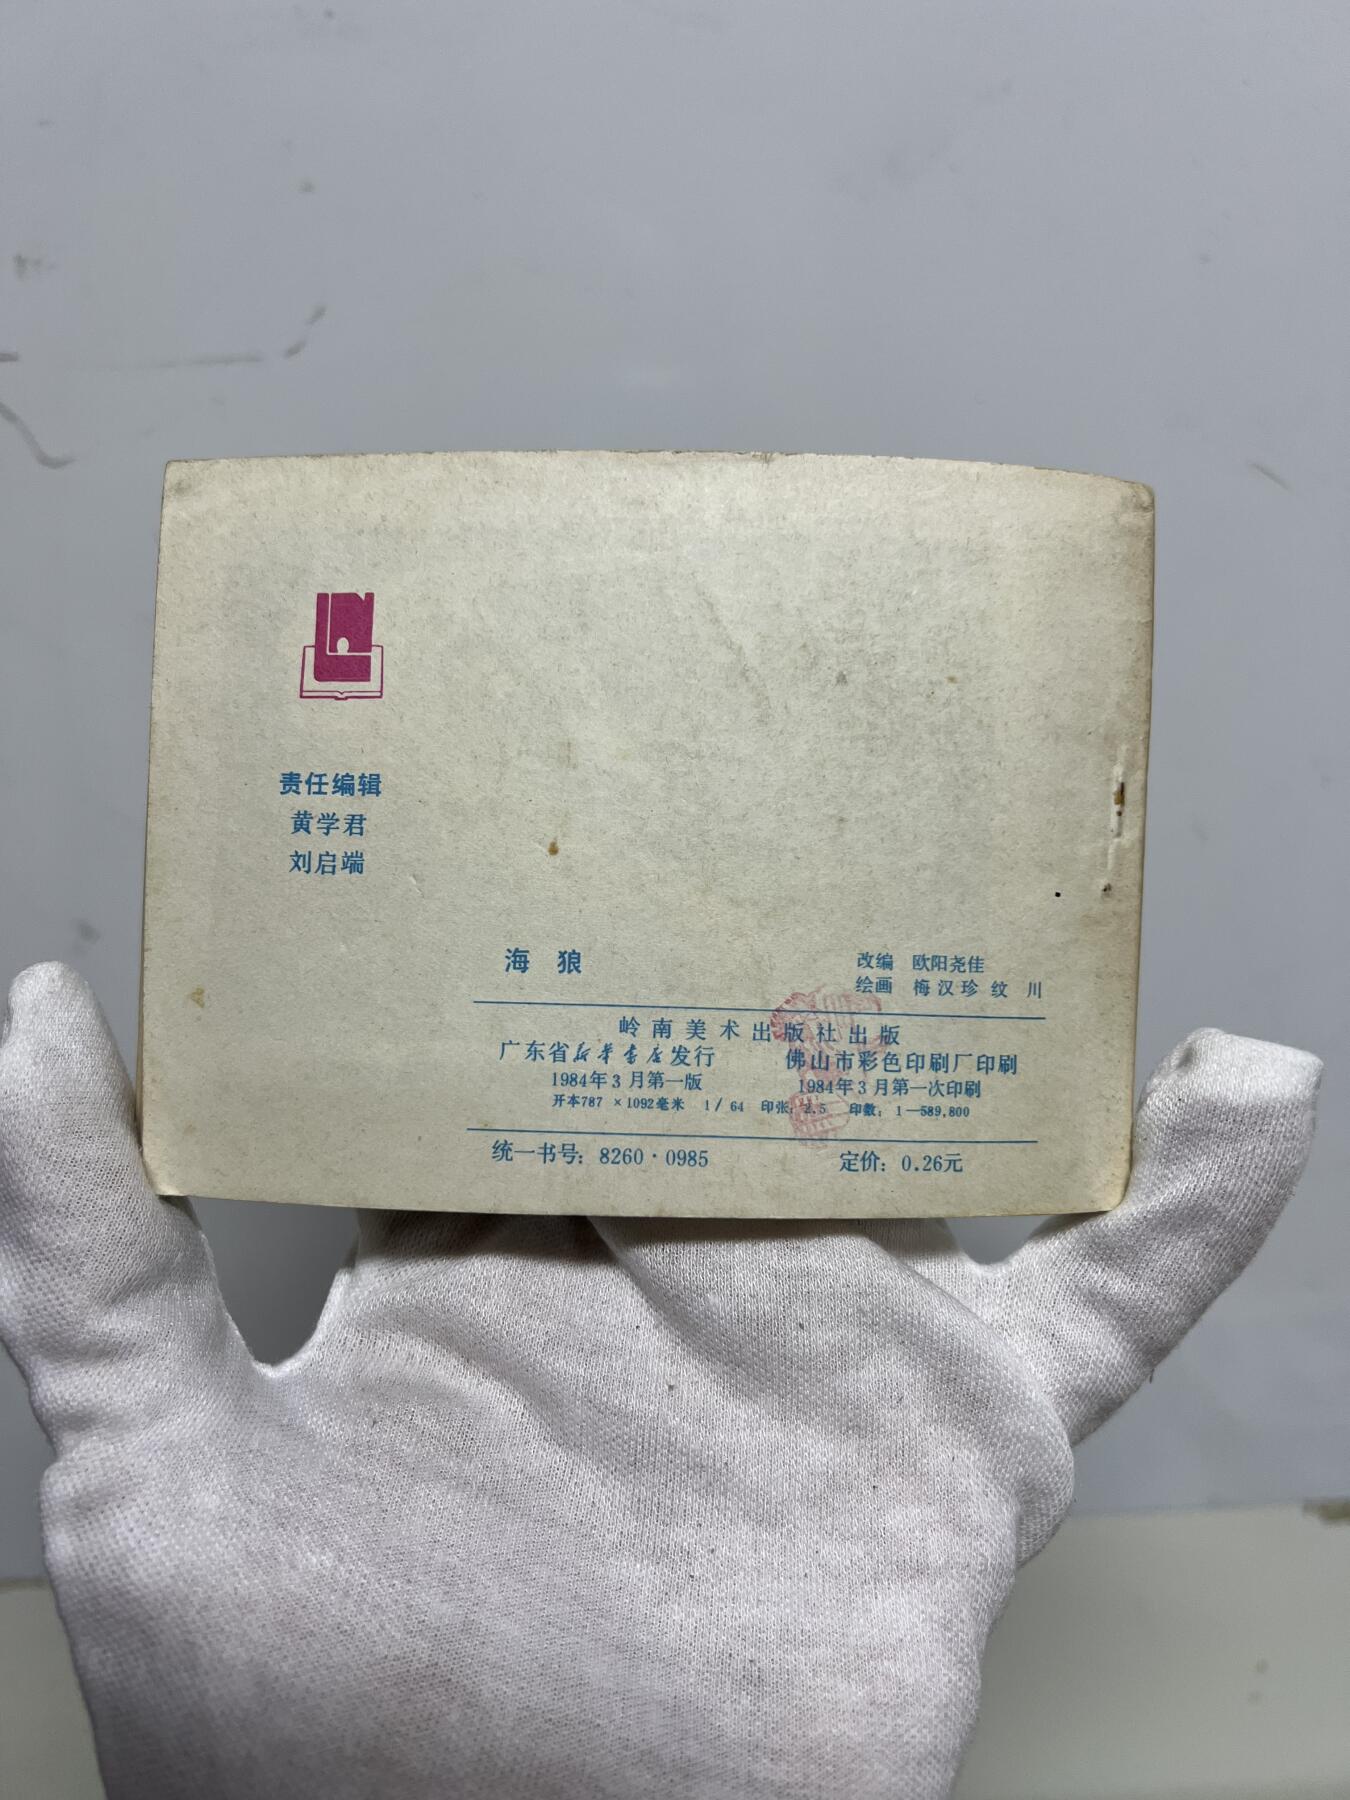 责任编辑
黄学君
刘启端
海 狼
改编 欧阳尧佳
绘画 梅汉珍 纹 川
岭南美术出版社出版
广东省新华书店发行 佛山市彩色印刷厂印刷
1984年3月第一版 1984年3月第一次印刷
开本787×1092毫米 1/64 印张:2.5 印数:1—589,800
统一书号:8260·0985 定价:0.26元